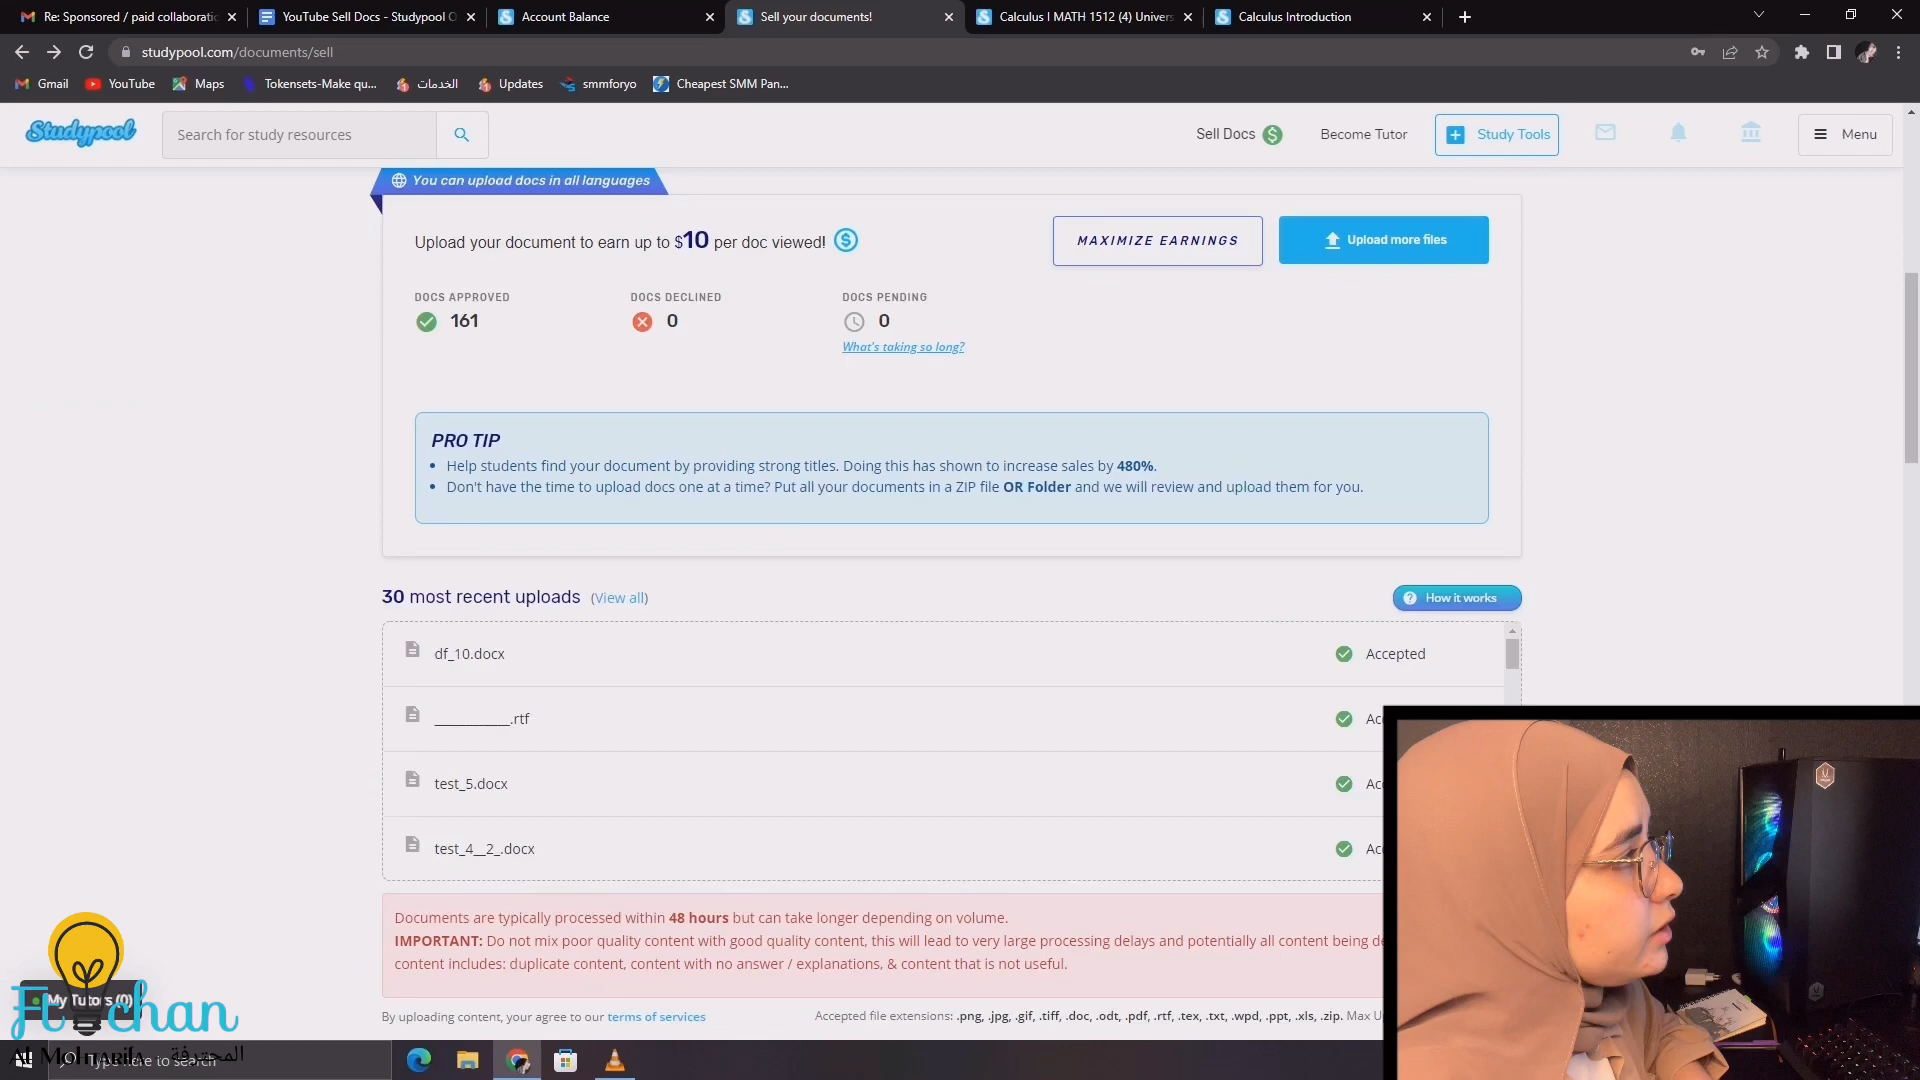 Re: Sponsored / paid collaboratio
YouTube Sell Docs - Studypool O
Account Balance
Sell your documents!
Calculus I MATH 1512 (4) Univers
Calculus Introduction
studypool.com/documents/sell
Gmail
YouTube
Maps
Tokensets-Make qu...
الخدمات
Updates
smmforyo
Cheapest SMM Pan...
Studypool
Search for study resources
Sell Docs
Become Tutor
Study Tools
Menu
You can upload docs in all languages
Upload your document to earn up to $10 per doc viewed!
MAXIMIZE EARNINGS
Upload more files
DOCS APPROVED
161
DOCS DECLINED
0
DOCS PENDING
0
What's taking so long?
PRO TIP
Help students find your document by providing strong titles. Doing this has shown to increase sales by 480%.
Don't have the time to upload docs one at a time? Put all your documents in a ZIP file OR Folder and we will review and upload them for you.
30 most recent uploads (View all)
How it works
df_10.docx
Accepted
____________.rtf
test_5.docx
test_4__2_.docx
Documents are typically processed within 48 hours but can take longer depending on volume.
IMPORTANT: Do not mix poor quality content with good quality content, this will lead to very large processing delays and potentially all content being de
content includes: duplicate content, content with no answer / explanations, & content that is not useful.
By uploading content, your agree to our terms of services
Accepted file extensions: .png, .jpg, .gif, .tiff, .doc, .odt, .pdf, .rtf, .tex, .txt, .wpd, .ppt, .xls, .zip. Max U
My Tutors (0)
Ft chan
المحترفة
Type here to search